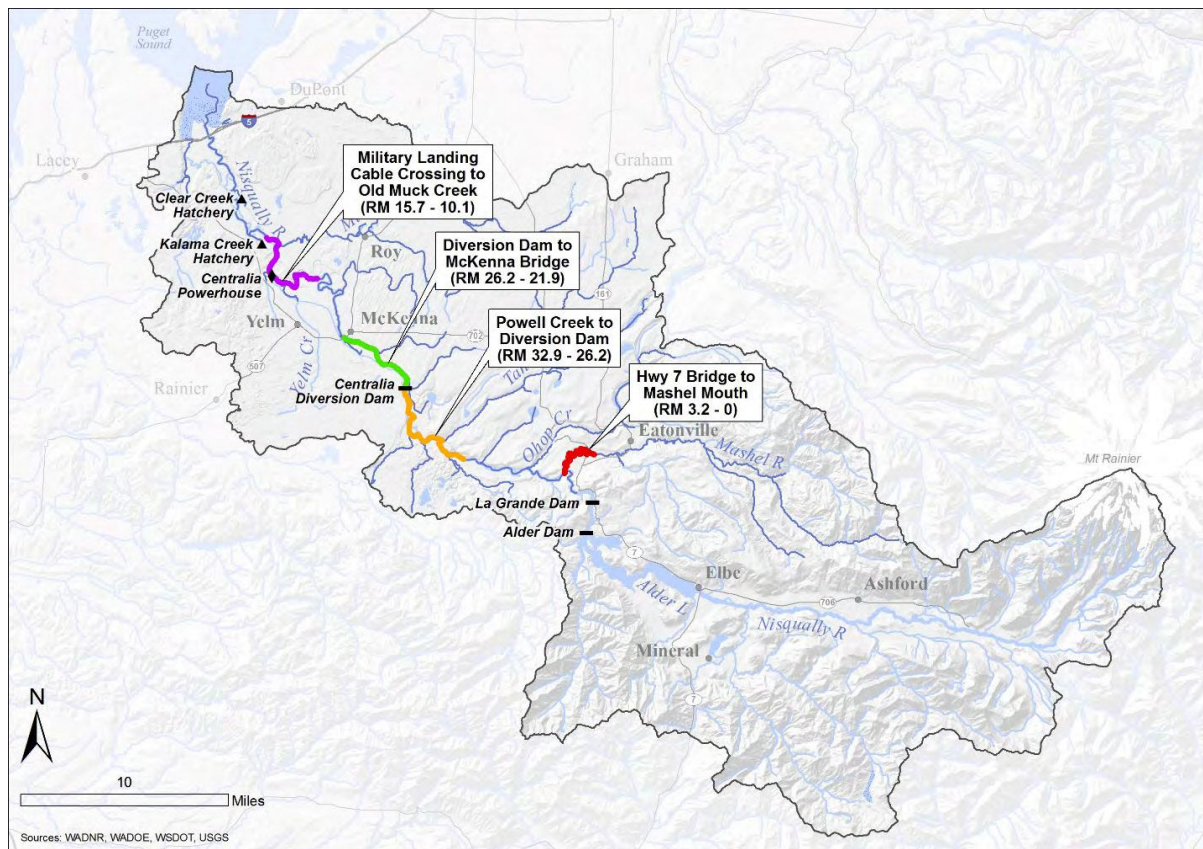 Puget
Sound
DuPont
5
Lacey
Graham
Nisqually R
Military Landing
Cable Crossing to
Old Muck Creek
(RM 15.7 - 10.1)
Clear Creek
Hatchery
Kalama Creek
Hatchery
Roy
Diversion Dam to
McKenna Bridge
(RM 26.2 - 21.9)
Centralia
Powerhouse
161
Yelm
McKenna
702
Powell Creek to
Diversion Dam
(RM 32.9 - 26.2)
507
Rainier
Yelm Cr
Centralia
Diversion Dam
Hwy 7 Bridge to
Mashel Mouth
(RM 3.2 - 0)
Ohop Cr
Eatonville
Mashel R
Mt Rainier
La Grande Dam
Alder Dam
7
Elbe
Ashford
706
Alder L
Nisqually R
Mineral
7
N
10
Miles
Sources: WADNR, WADOE, WSDOT, USGS